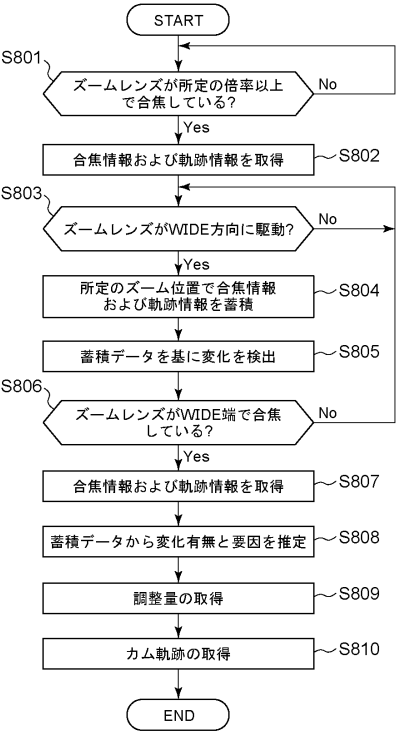 START
S801
ズームレンズが所定の倍率以上
で合焦している?
No
Yes
合焦情報および軌跡情報を取得
S802
S803
ズームレンズがWIDE方向に駆動?
No
Yes
所定のズーム位置で合焦情報
および軌跡情報を蓄積
S804
蓄積データを基に変化を検出
S805
S806
ズームレンズがWIDE端で合焦
している?
No
Yes
合焦情報および軌跡情報を取得
S807
蓄積データから変化有無と要因を推定
S808
調整量の取得
S809
カム軌跡の取得
S810
END